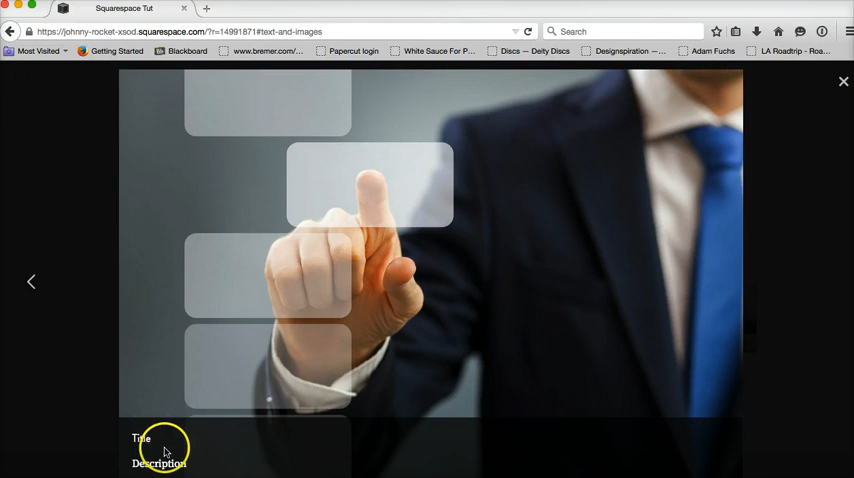 Squarespace Tut
https://johnny-rocket-xsod.squarespace.com/?r=14991871#text-and-images
Search
Most Visited
Getting Started
Blackboard
www.bremer.com/...
Papercut login
White Sauce For P...
Discs — Deity Discs
Designspiration —...
Adam Fuchs
LA Roadtrip - Roa...
Title
Description